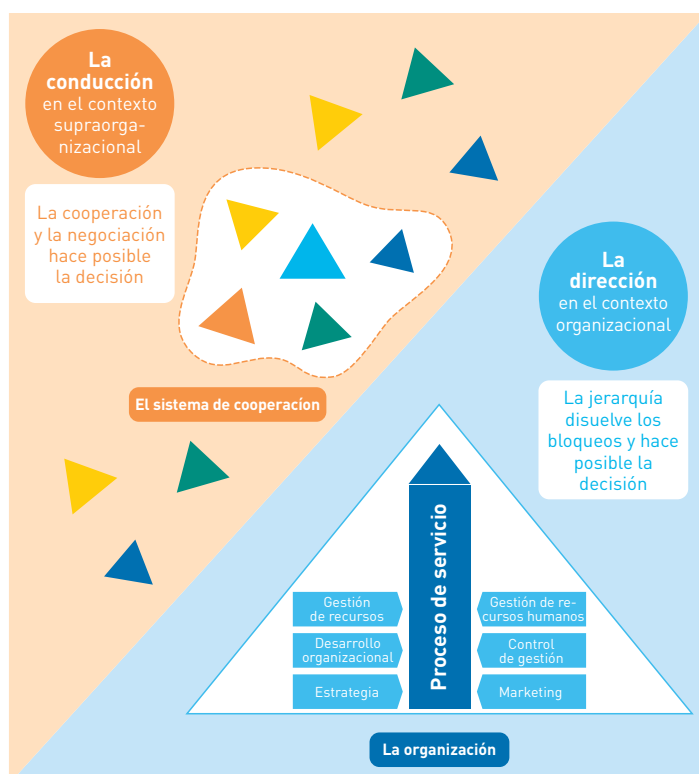 La
conducción
en el contexto
supraorga-
nizacional
La cooperación
y la negociación
hace posible
la decisión
El sistema de cooperacíon
La
dirección
en el contexto
organizacional
La jerarquía
disuelve los
bloqueos y hace
posible la
decisión
Proceso de servicio
Gestión
de recursos
Desarrollo
organizacional
Estrategia
Gestión de re-
cursos humanos
Control
de gestión
Marketing
La organización